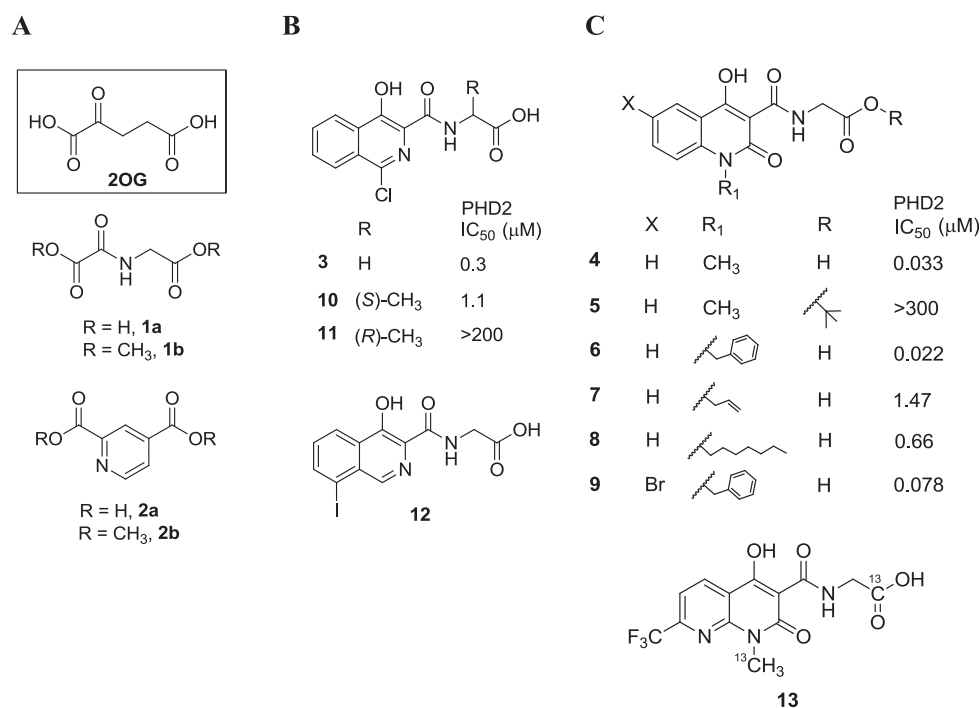 A
O
HO
OH
O
O
2OG
O
RO
N
H
OR
O
O
R = H, 1a
R = CH₃, 1b
O
O
RO
OR
N
R = H, 2a
R = CH₃, 2b
B
OH
O
R
N
H
OH
N
O
Cl
PHD2
R IC₅₀ (μM)
3 H 0.3
10 (S)-CH₃ 1.1
11 (R)-CH₃ >200
OH
O
N
H
OH
O
N
I
12
C
OH
O
X
N
H
O
R
O
N
O
R₁
PHD2
X R₁ R IC₅₀ (μM)
4 H CH₃ H 0.033
5 H CH₃ >300
6 H H 0.022
7 H H 1.47
8 H H 0.66
9 Br H 0.078
OH
O
N
H
¹³C
OH
O
F₃C
N
N
O
¹³CH₃
13